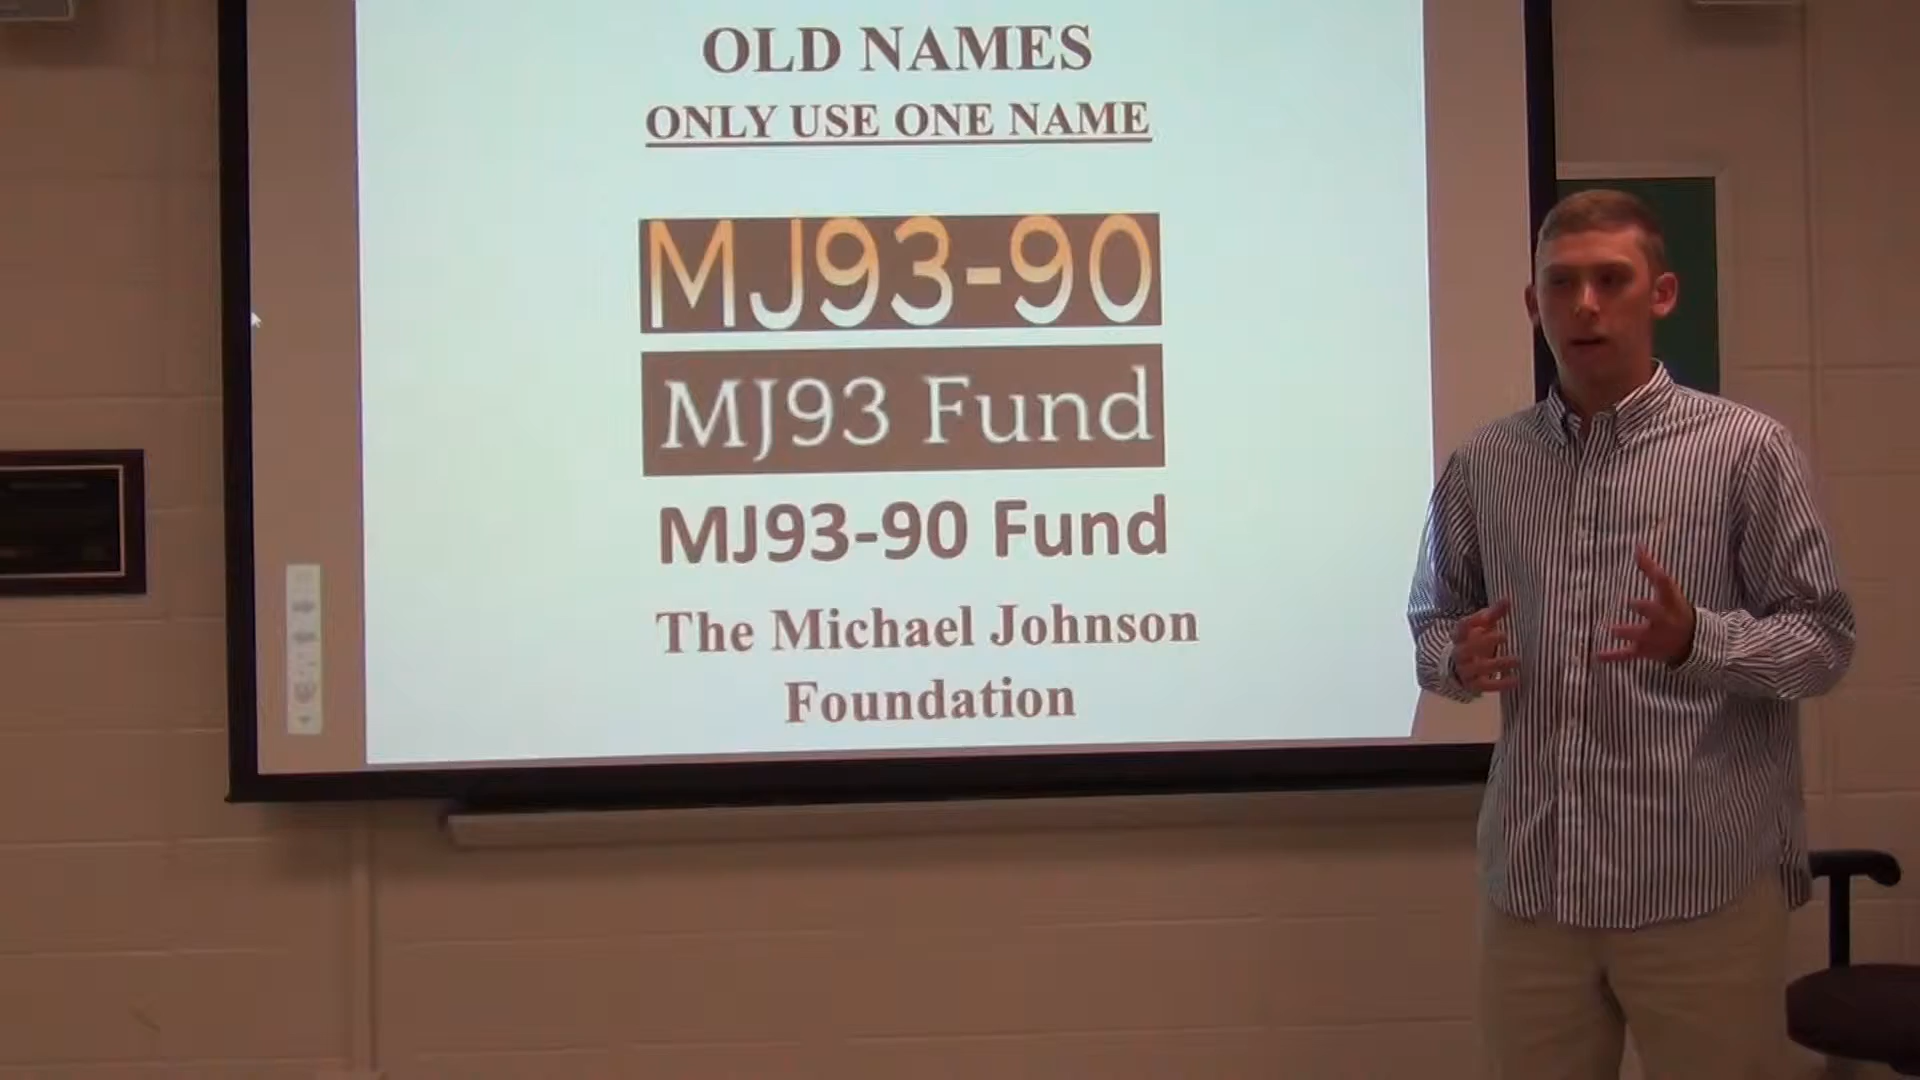 OLD NAMES
ONLY USE ONE NAME
MJ93-90
MJ93 Fund
MJ93-90 Fund
The Michael Johnson
Foundation